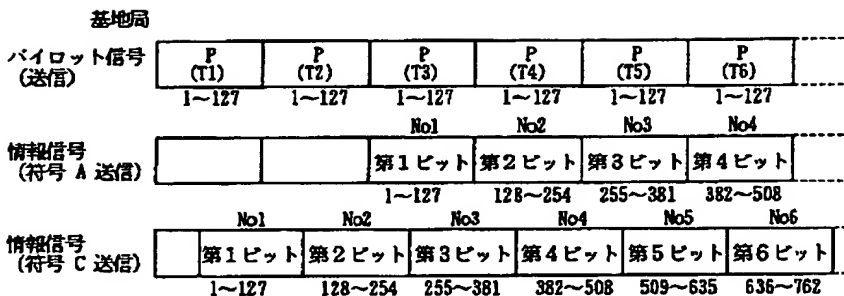 基地局
パイロット信号 P P P P P P
(送信) (T1) (T2) (T3) (T4) (T5) (T6)
1～127 1～127 1～127 1～127 1～127 1～127
No1 No2 No3 No4
情報信号
(符号 A 送信) 第1ビット 第2ビット 第3ビット 第4ビット
1～127 128～254 255～381 382～508
No1 No2 No3 No4 No5 No6
情報信号
(符号 C 送信) 第1ビット 第2ビット 第3ビット 第4ビット 第5ビット 第6ビット
1～127 128～254 255～381 382～508 509～635 636～762